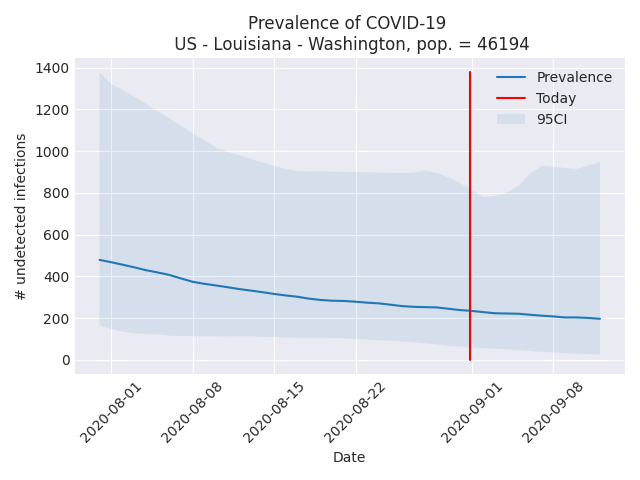 Prevalence of COVID-19
US - Louisiana - Washington, pop. = 46194
1400
1200
1000
800
600
400
200
0
# undetected infections
Prevalence
Today
95CI
2020-08-01
2020-08-08
2020-08-15
2020-08-22
2020-09-01
2020-09-08
Date